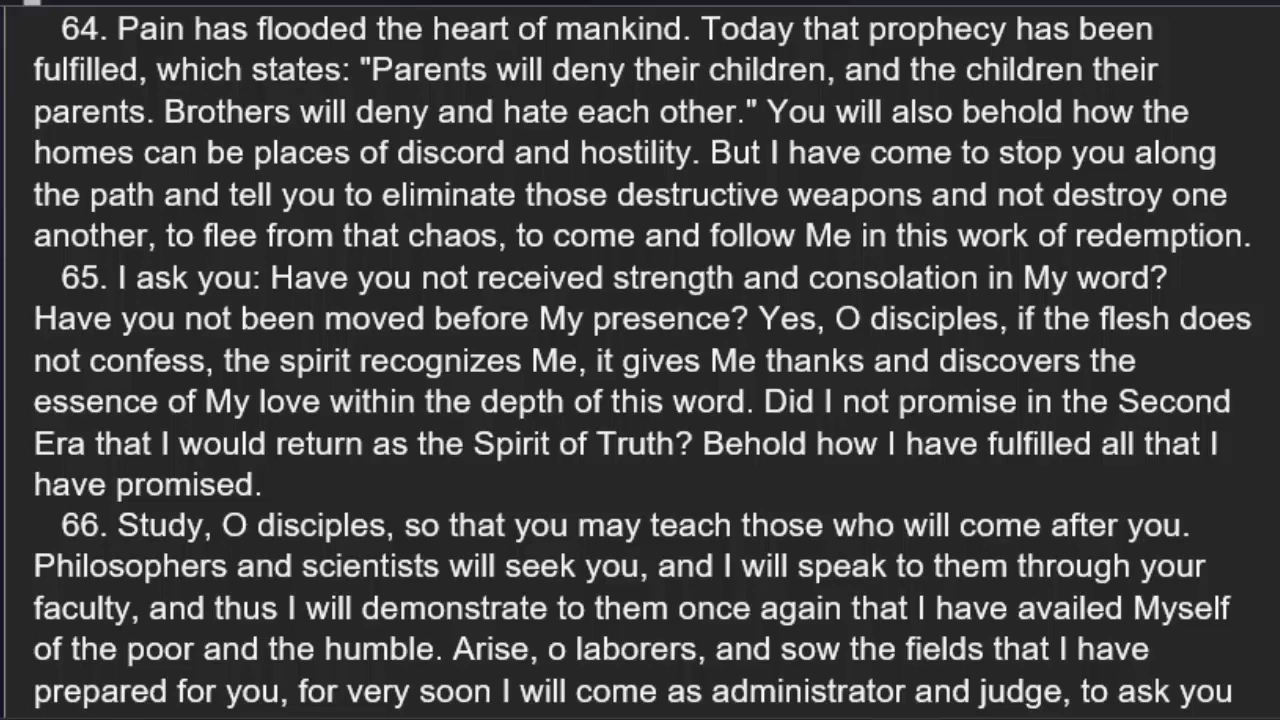 64. Pain has flooded the heart of mankind. Today that prophecy has been
fulfilled, which states: "Parents will deny their children, and the children their
parents. Brothers will deny and hate each other." You will also behold how the
homes can be places of discord and hostility. But I have come to stop you along
the path and tell you to eliminate those destructive weapons and not destroy one
another, to flee from that chaos, to come and follow Me in this work of redemption.
65. I ask you: Have you not received strength and consolation in My word?
Have you not been moved before My presence? Yes, O disciples, if the flesh does
not confess, the spirit recognizes Me, it gives Me thanks and discovers the
essence of My love within the depth of this word. Did I not promise in the Second
Era that I would return as the Spirit of Truth? Behold how I have fulfilled all that I
have promised.
66. Study, O disciples, so that you may teach those who will come after you.
Philosophers and scientists will seek you, and I will speak to them through your
faculty, and thus I will demonstrate to them once again that I have availed Myself
of the poor and the humble. Arise, o laborers, and sow the fields that I have
prepared for you, for very soon I will come as administrator and judge, to ask you